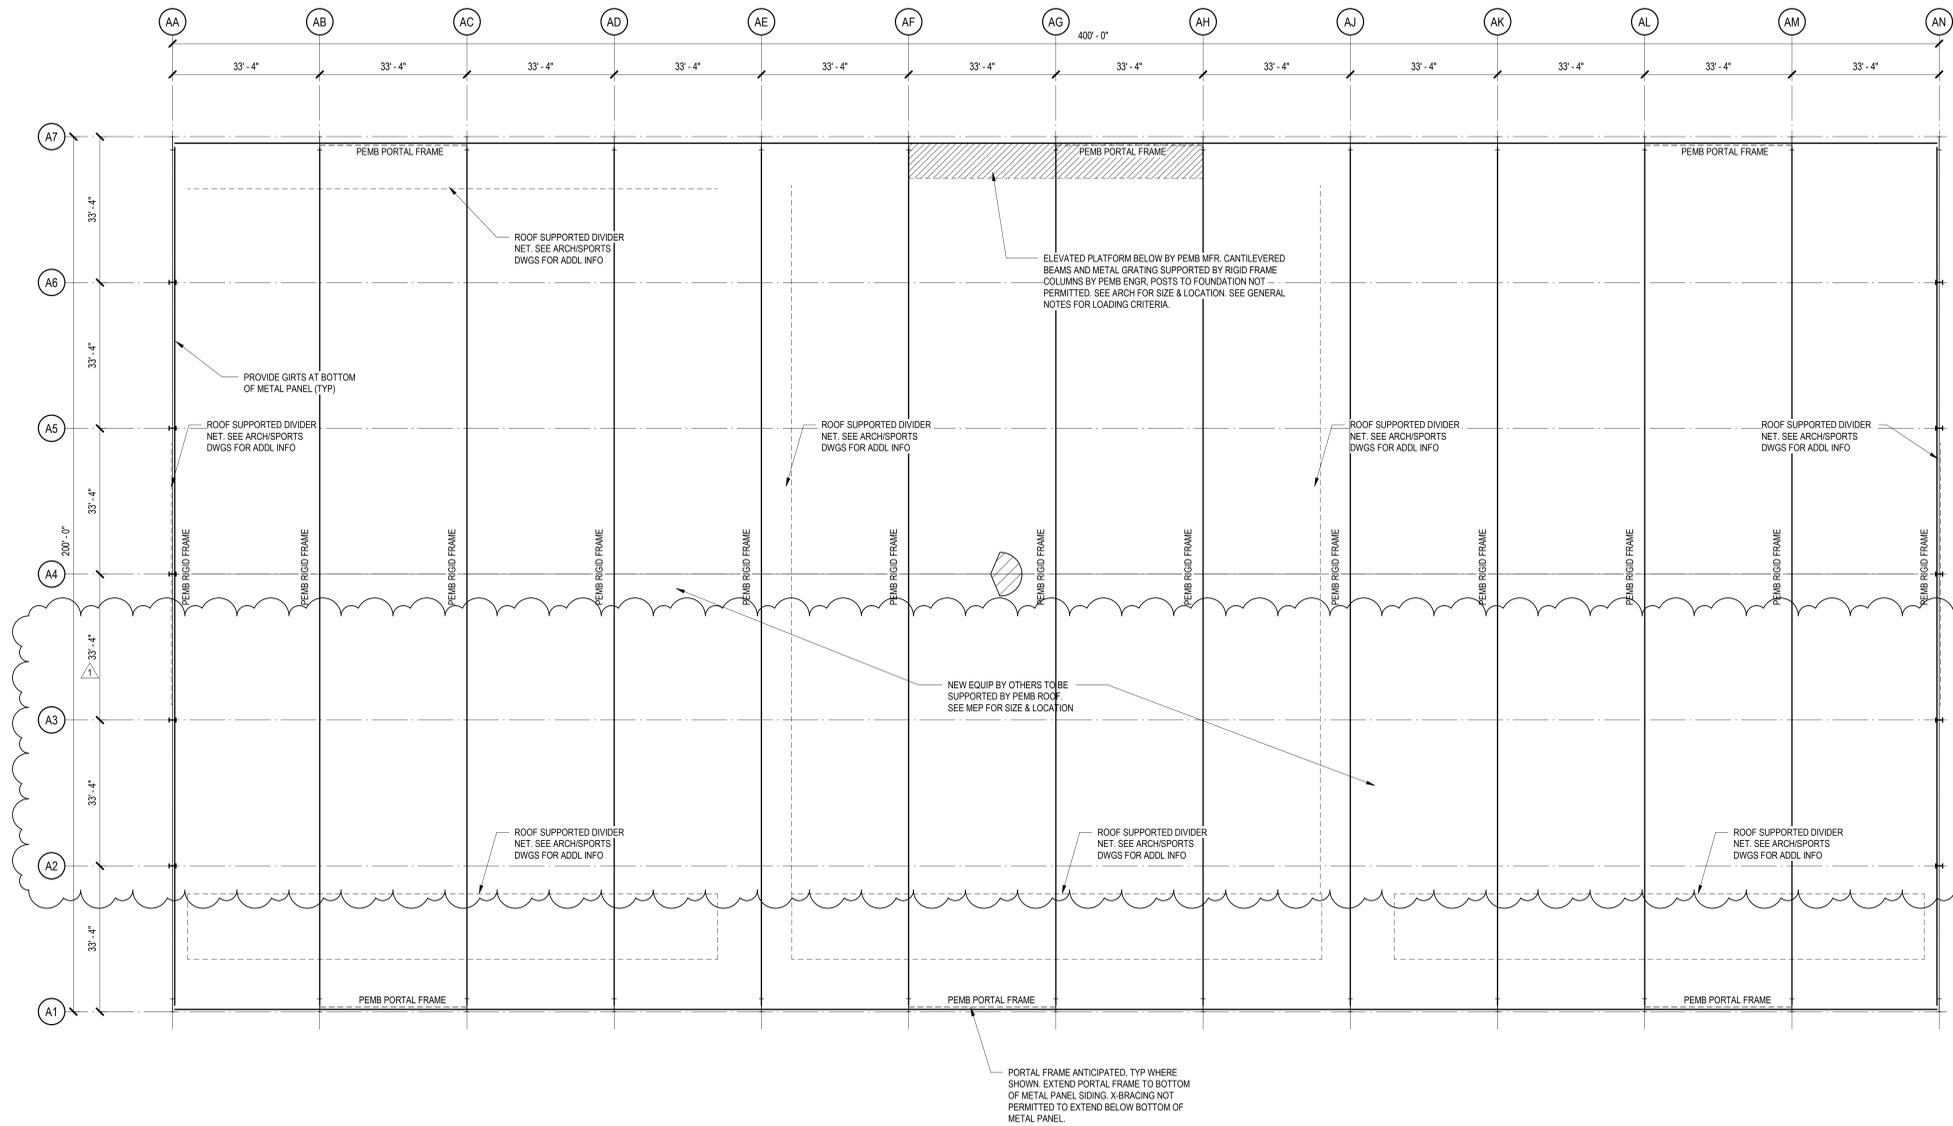 AA
AB
AC
AD
AE
AF
AG
AH
AJ
AK
AL
AM
AN
400' - 0"
33' - 4"
33' - 4"
33' - 4"
33' - 4"
33' - 4"
33' - 4"
33' - 4"
33' - 4"
33' - 4"
33' - 4"
33' - 4"
33' - 4"
A7
PEMB PORTAL FRAME
PEMB PORTAL FRAME
PEMB PORTAL FRAME
33' - 4"
ROOF SUPPORTED DIVIDER
NET. SEE ARCH/SPORTS
DWGS FOR ADDL INFO
ELEVATED PLATFORM BELOW BY PEMB MFR. CANTILEVERED
BEAMS AND METAL GRATING SUPPORTED BY RIGID FRAME
COLUMNS BY PEMB ENGR, POSTS TO FOUNDATION NOT
PERMITTED. SEE ARCH FOR SIZE & LOCATION. SEE GENERAL
NOTES FOR LOADING CRITERIA.
A6
33' - 4"
PROVIDE GIRTS AT BOTTOM
OF METAL PANEL (TYP)
A5
ROOF SUPPORTED DIVIDER
NET. SEE ARCH/SPORTS
DWGS FOR ADDL INFO
ROOF SUPPORTED DIVIDER
NET. SEE ARCH/SPORTS
DWGS FOR ADDL INFO
ROOF SUPPORTED DIVIDER
NET. SEE ARCH/SPORTS
DWGS FOR ADDL INFO
ROOF SUPPORTED DIVIDER
NET. SEE ARCH/SPORTS
DWGS FOR ADDL INFO
33' - 4"
200' - 0"
PEMB RIGID FRAME
PEMB RIGID FRAME
PEMB RIGID FRAME
PEMB RIGID FRAME
PEMB RIGID FRAME
PEMB RIGID FRAME
PEMB RIGID FRAME
PEMB RIGID FRAME
PEMB RIGID FRAME
PEMB RIGID FRAME
PEMB RIGID FRAME
PEMB RIGID FRAME
PEMB RIGID FRAME
A4
33' - 4"
1
NEW EQUIP BY OTHERS TO BE
SUPPORTED BY PEMB ROOF.
SEE MEP FOR SIZE & LOCATION
A3
33' - 4"
ROOF SUPPORTED DIVIDER
NET. SEE ARCH/SPORTS
DWGS FOR ADDL INFO
ROOF SUPPORTED DIVIDER
NET. SEE ARCH/SPORTS
DWGS FOR ADDL INFO
ROOF SUPPORTED DIVIDER
NET. SEE ARCH/SPORTS
DWGS FOR ADDL INFO
A2
33' - 4"
PEMB PORTAL FRAME
PEMB PORTAL FRAME
PEMB PORTAL FRAME
A1
PORTAL FRAME ANTICIPATED, TYP WHERE
SHOWN. EXTEND PORTAL FRAME TO BOTTOM
OF METAL PANEL SIDING. X-BRACING NOT
PERMITTED TO EXTEND BELOW BOTTOM OF
METAL PANEL.